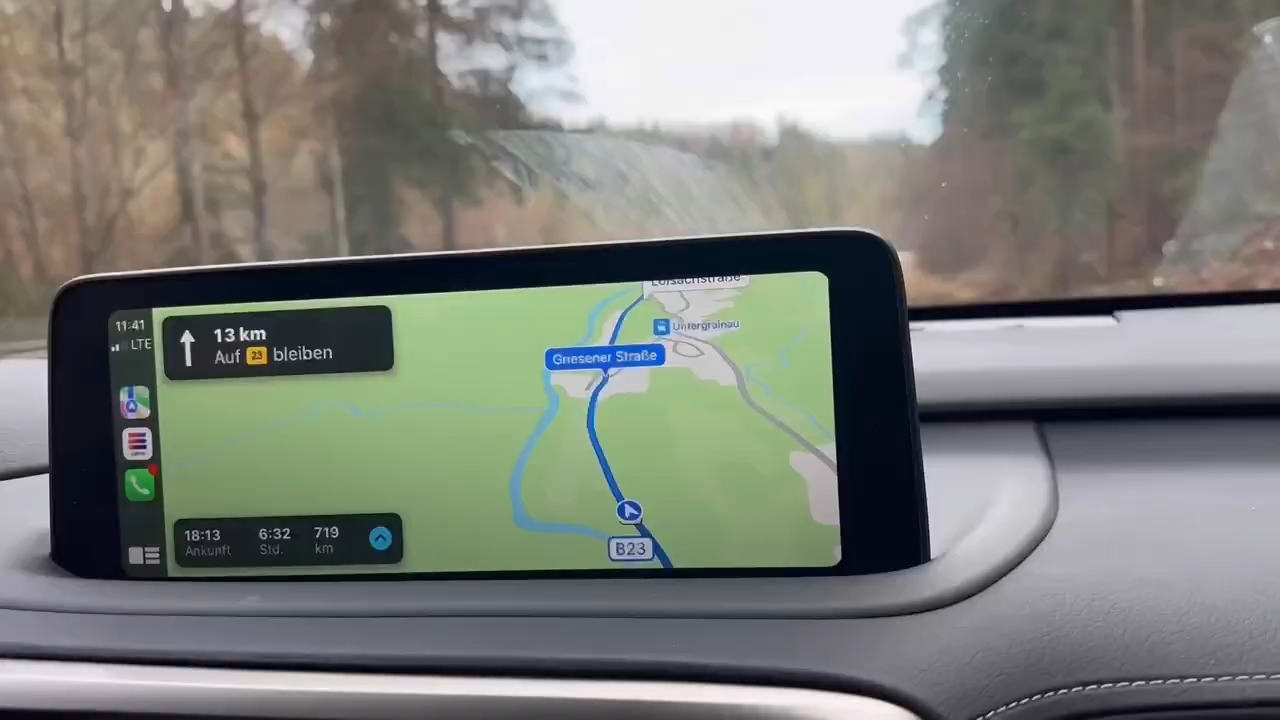 11:41
LTE
13 km
Auf 23 bleiben
Untergrainau
Griesener Straße
B23
18:13 6:32 719
Ankunft Std. km